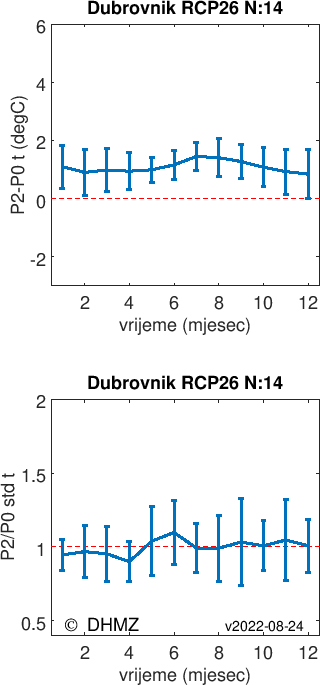 Dubrovnik RCP26 N:14
6
4
2
0
-2
P2-P0 t (degC)
2 4 6 8 10 12
vrijeme (mjesec)
Dubrovnik RCP26 N:14
2
1.5
1
0.5
P2/P0 std t
© DHMZ v2022-08-24
2 4 6 8 10 12
vrijeme (mjesec)